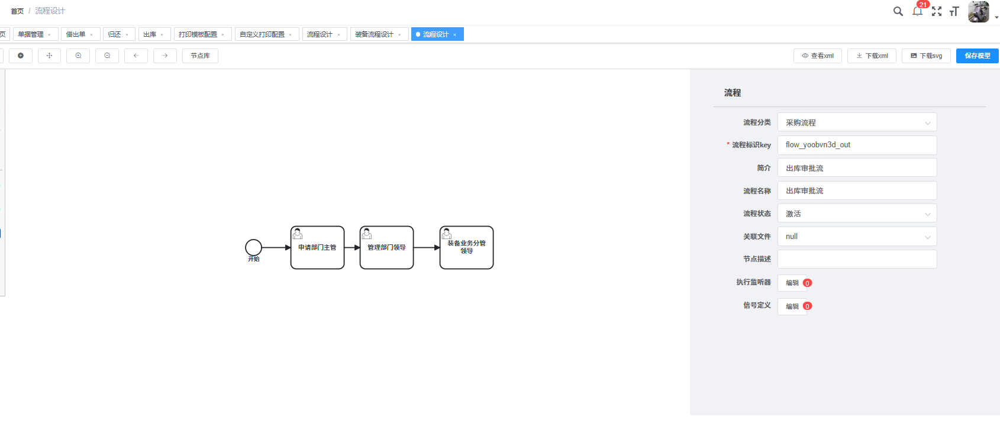 首页 / 流程设计
21
页
单据管理 ×
借出单 ×
归还 ×
出库 ×
打印模板配置 ×
自定义打印配置 ×
流程设计 ×
装备流程设计 ×
流程设计 ×
节点库
查看xml
下载xml
下载svg
保存模型
开始
申请部门主管
管理部门领导
装备业务分管
领导
流程
流程分类 采购流程
* 流程标识key flow_yoobvn3d_out
简介 出库审批流
流程名称 出库审批流
流程状态 激活
关联文件 null
节点描述
执行监听器 编辑 0
信号定义 编辑 0